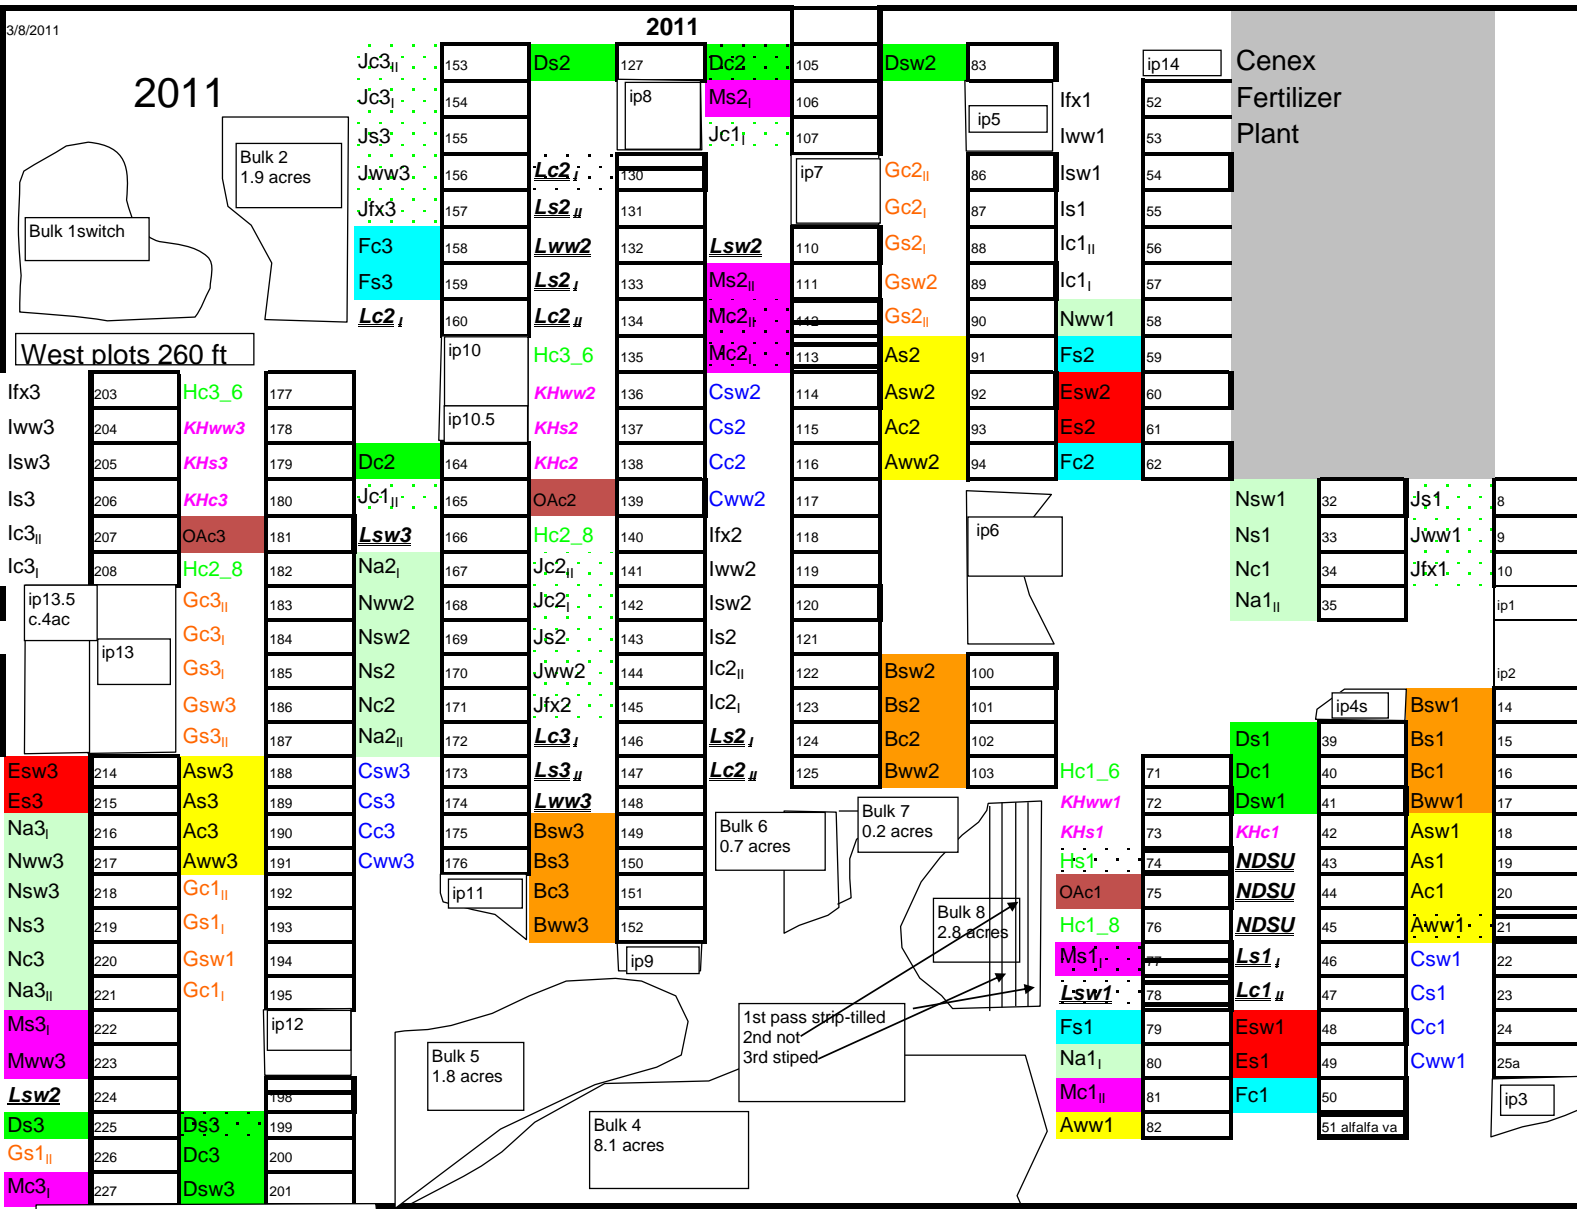 3/8/2011
2011
2011
Jc3II 153 Ds2 127 Dc2 105 Dsw2 83 ip14 Cenex
Jc3I 154 ip8 Ms2I 106 Ifx1 52 Fertilizer
Js3 155 Jc1I 107 ip5 Iww1 53 Plant
Bulk 2
1.9 acres
Jww3 156 Lc2 I 130 ip7 Gc2II 86 Isw1 54
Jfx3 157 Ls2 II 131 Gc2I 87 Is1 55
Bulk 1switch
Fc3 158 Lww2 132 Lsw2 110 Gs2I 88 Ic1II 56
Fs3 159 Ls2 I 133 Ms2II 111 Gsw2 89 Ic1I 57
Lc2 I 160 Lc2 II 134 Mc2II 112 Gs2II 90 Nww1 58
West plots 260 ft
ip10 Hc3_6 135 Mc2I 113 As2 91 Fs2 59
Ifx3 203 Hc3_6 177 KHww2 136 Csw2 114 Asw2 92 Esw2 60
Iww3 204 KHww3 178 ip10.5 KHs2 137 Cs2 115 Ac2 93 Es2 61
Isw3 205 KHs3 179 Dc2 164 KHc2 138 Cc2 116 Aww2 94 Fc2 62
Is3 206 KHc3 180 Jc1II 165 OAc2 139 Cww2 117 Nsw1 32 Js1 8
Ic3II 207 OAc3 181 Lsw3 166 Hc2_8 140 Ifx2 118 ip6 Ns1 33 Jww1 9
Ic3I 208 Hc2_8 182 Na2I 167 Jc2II 141 Iww2 119 Nc1 34 Jfx1 10
ip13.5
c.4ac
Gc3II 183 Nww2 168 Jc2I 142 Isw2 120 Na1II 35 ip1
ip13 Gc3I 184 Nsw2 169 Js2 143 Is2 121
Gs3I 185 Ns2 170 Jww2 144 Ic2II 122 Bsw2 100 ip2
Gsw3 186 Nc2 171 Jfx2 145 Ic2I 123 Bs2 101 ip4s Bsw1 14
Gs3II 187 Na2II 172 Lc3 I 146 Ls2 I 124 Bc2 102 Ds1 39 Bs1 15
Esw3 214 Asw3 188 Csw3 173 Ls3 II 147 Lc2 II 125 Bww2 103 Hc1_6 71 Dc1 40 Bc1 16
Es3 215 As3 189 Cs3 174 Lww3 148 KHww1 72 Dsw1 41 Bww1 17
Bulk 6
0.7 acres
Bulk 7
0.2 acres
Na3I 216 Ac3 190 Cc3 175 Bsw3 149 KHs1 73 KHc1 42 Asw1 18
Nww3 217 Aww3 191 Cww3 176 Bs3 150 Hs1 74 NDSU 43 As1 19
Nsw3 218 Gc1II 192 ip11 Bc3 151 OAc1 75 NDSU 44 Ac1 20
Bulk 8
2.8 acres
Ns3 219 Gs1I 193 Bww3 152 Hc1_8 76 NDSU 45 Aww1 21
Nc3 220 Gsw1 194 ip9 Ms1I 77 Ls1 I 46 Csw1 22
Na3II 221 Gc1I 195 Lsw1 78 Lc1 II 47 Cs1 23
1st pass strip-tilled
2nd not
3rd stiped
Ms3I 222 ip12 Fs1 79 Esw1 48 Cc1 24
Bulk 5
1.8 acres
Mww3 223 Na1I 80 Es1 49 Cww1 25a
Lsw2 224 198 Mc1II 81 Fc1 50 ip3
Bulk 4
8.1 acres
Ds3 225 Ds3 199 Aww1 82 51 alfalfa va
Gs1II 226 Dc3 200
Mc3I 227 Dsw3 201